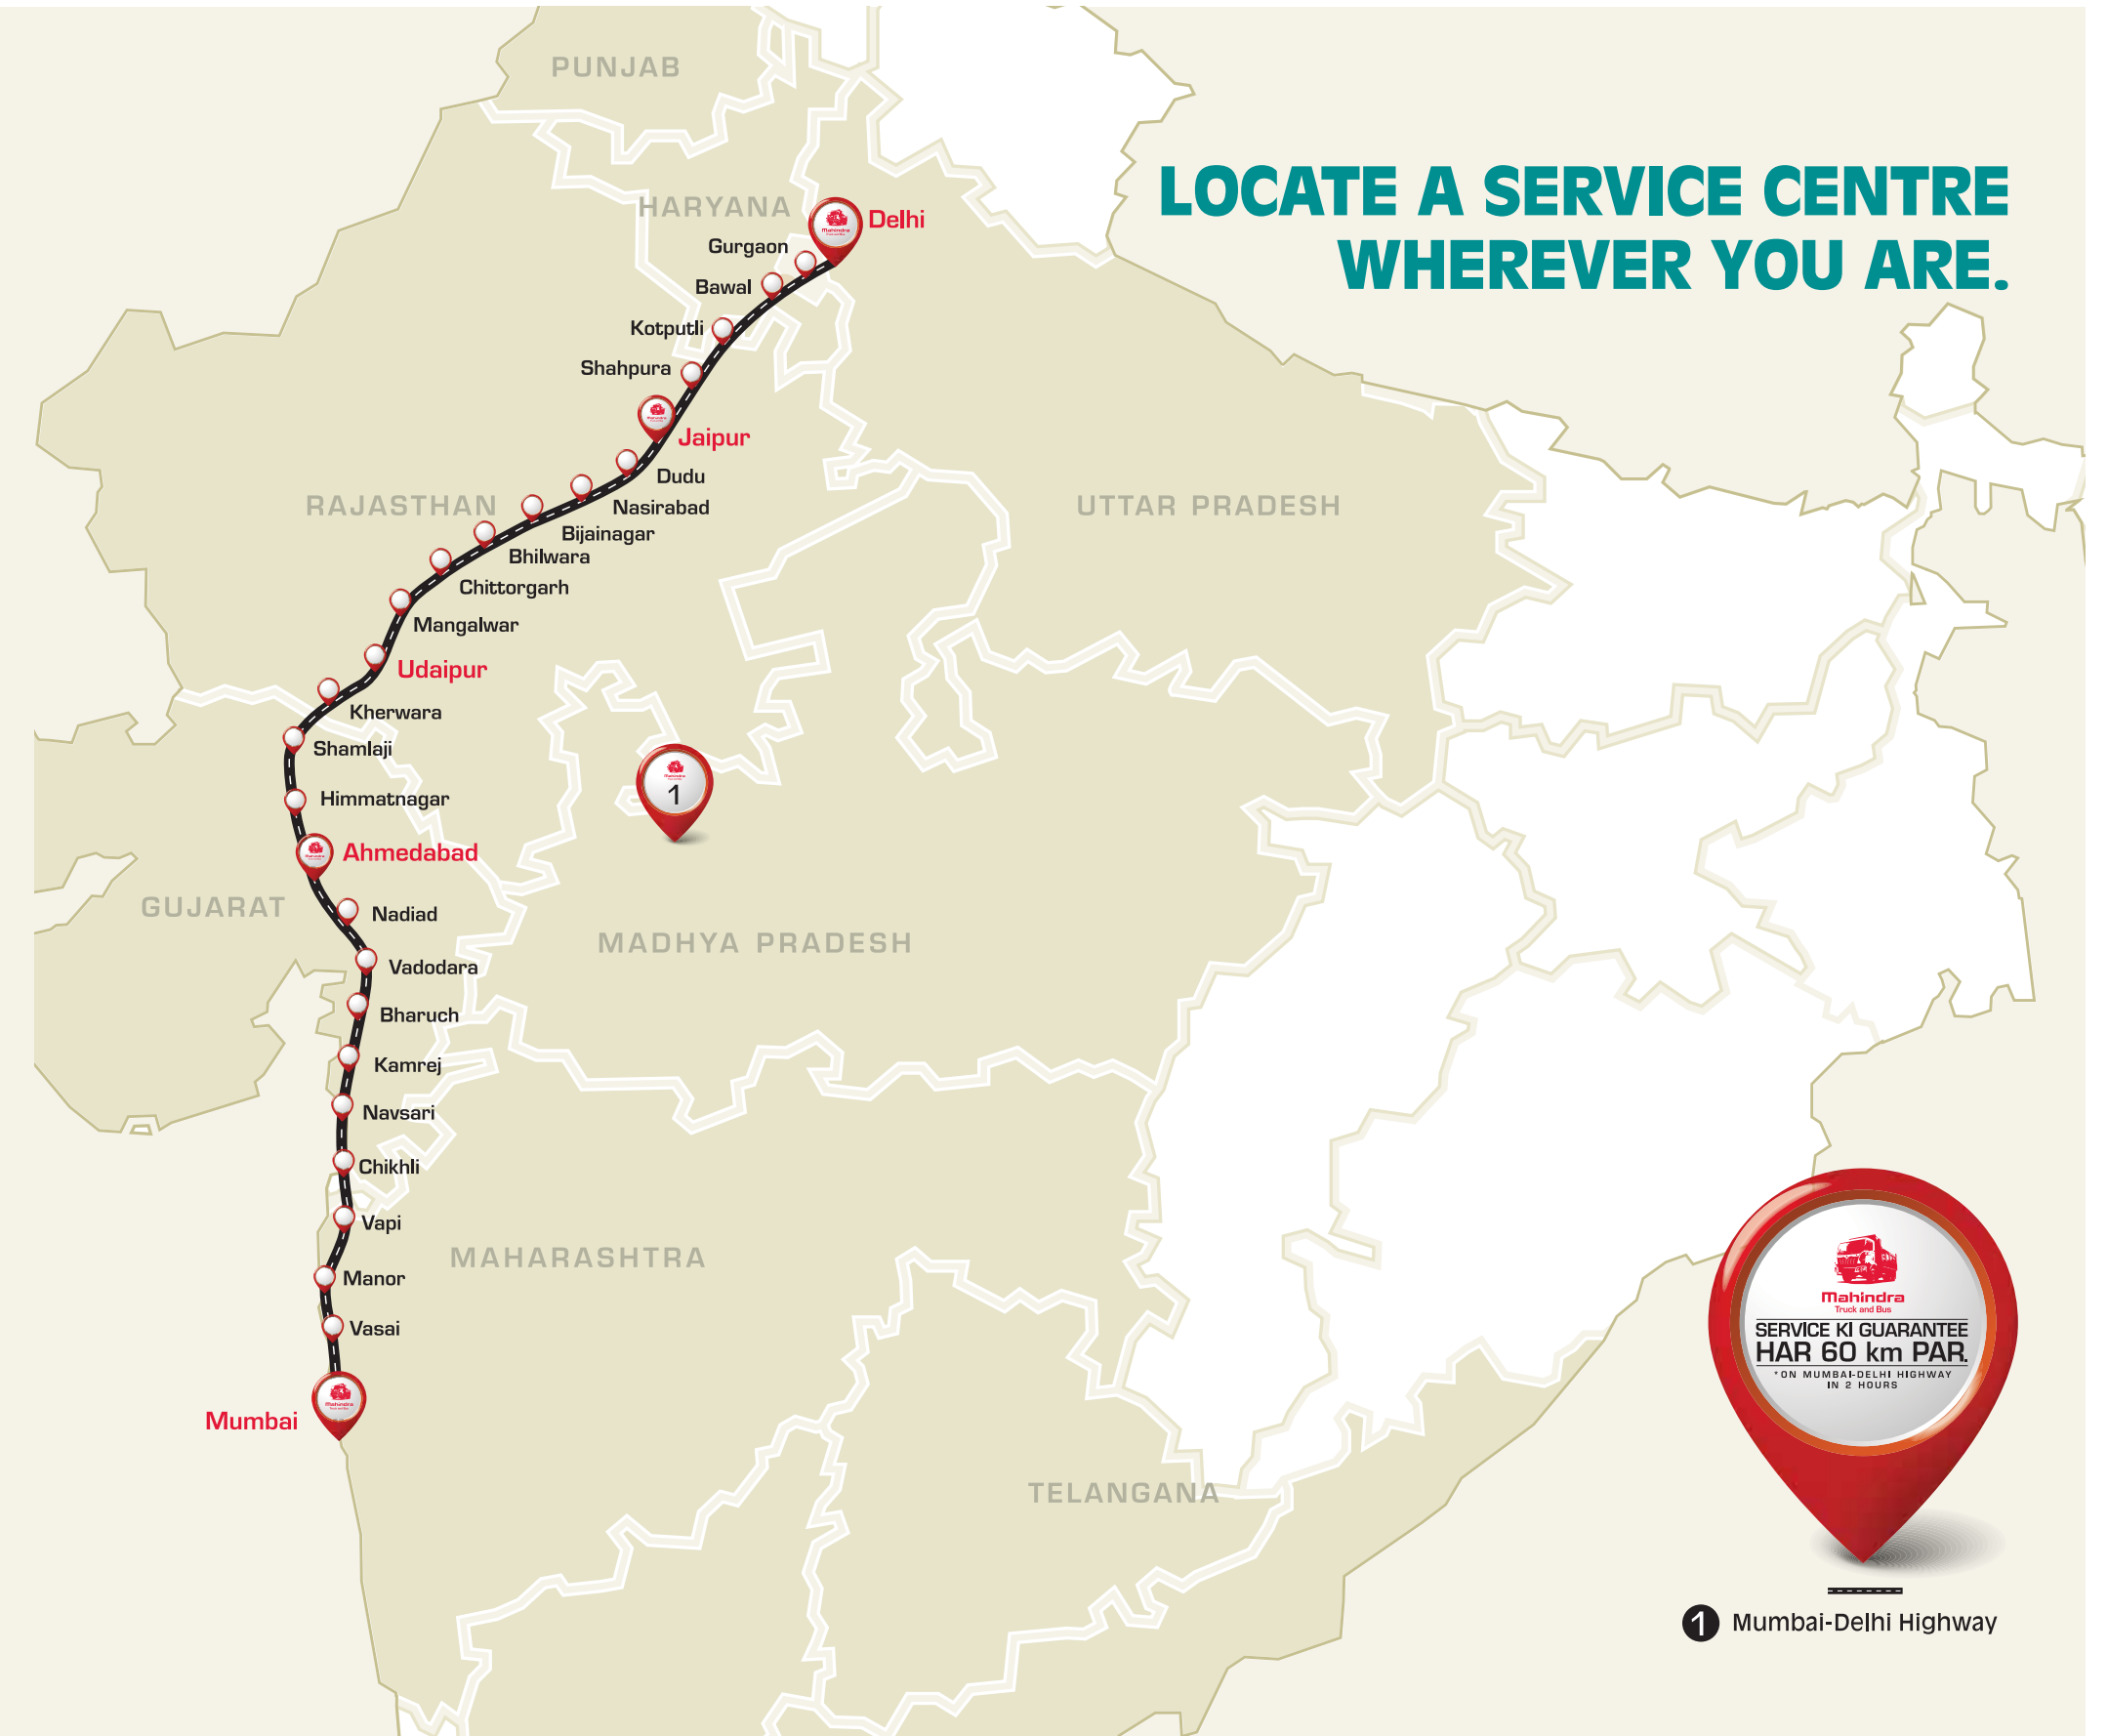 PUNJAB
LOCATE A SERVICE CENTRE
WHEREVER YOU ARE.
HARYANA
Delhi
Gurgaon
Bawal
Kotputli
Shahpura
Jaipur
Dudu
RAJASTHAN
Nasirabad
UTTAR PRADESH
Bijainagar
Bhilwara
Chittorgarh
Mangalwar
Udaipur
Kherwara
Shamlaji
1
Himmatnagar
Ahmedabad
GUJARAT
Nadiad
MADHYA PRADESH
Vadodara
Bharuch
Kamrej
Navsari
Chikhli
Vapi
MAHARASHTRA
Manor
Vasai
Mumbai
TELANGANA
Mahindra
Truck and Bus
SERVICE KI GUARANTEE
HAR 60 km PAR.
*ON MUMBAI-DELHI HIGHWAY
IN 2 HOURS
1 Mumbai-Delhi Highway